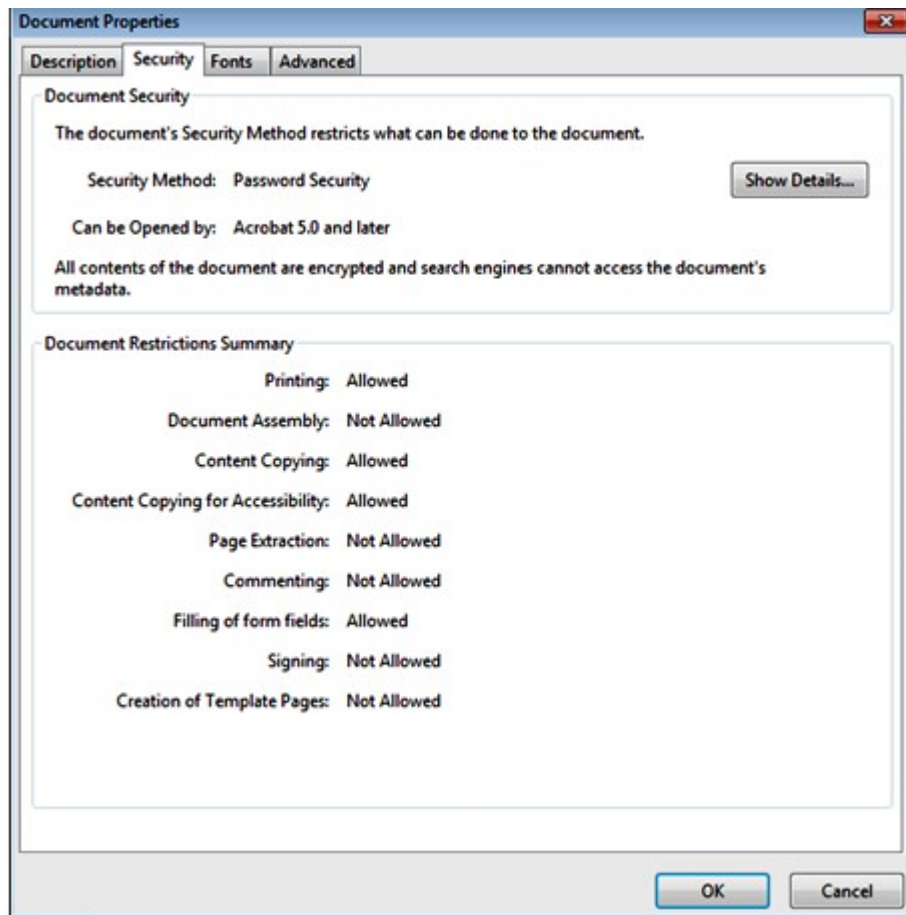 Document Properties
Description Security Fonts Advanced
Document Security
The document's Security Method restricts what can be done to the document.
Security Method: Password Security Show Details...
Can be Opened by: Acrobat 5.0 and later
All contents of the document are encrypted and search engines cannot access the document's
metadata.
Document Restrictions Summary
Printing: Allowed
Document Assembly: Not Allowed
Content Copying: Allowed
Content Copying for Accessibility: Allowed
Page Extraction: Not Allowed
Commenting: Not Allowed
Filling of form fields: Allowed
Signing: Not Allowed
Creation of Template Pages: Not Allowed
OK Cancel